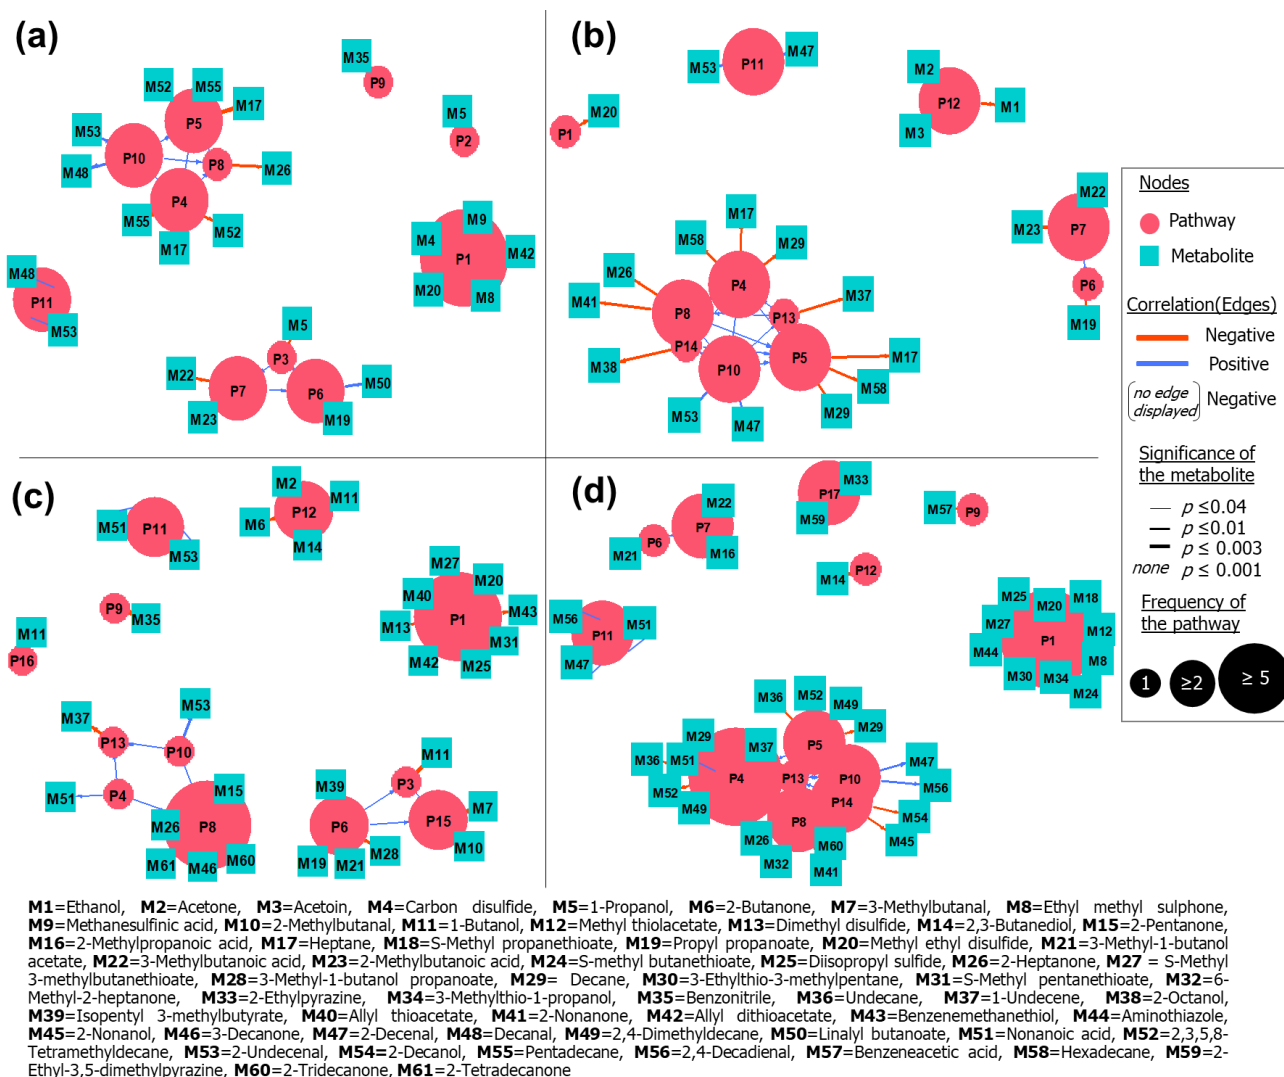 (a)
M35
P9
M52
M55
M5
P5
M17
P2
M53
P10
P8
M48
M26
P4
M55
M52
M17
M9
M4
M42
P1
M20
M8
M48
P11
M53
M5
P3
M22
P7
P6
M50
M23
M19
(b)
M53
P11
M47
M2
P12
M1
M3
M20
P1
M22
M23
P7
P6
M19
M17
M58
M29
M26
P4
M37
M41
P8
P13
P14
P5
M17
M38
P10
M58
M53
M47
M29
(c)
M2
M11
P12
M6
M14
P11
M51
M53
M27
M20
M40
M43
M13
P1
M31
M42
M25
P9
M35
M11
P16
M53
M37
P13
P10
M51
P4
M15
M26
P8
M61
M46
M60
M11
M39
P3
M7
P6
P15
M28
M10
M19
M21
(d)
M33
P17
M59
M57
P9
M22
P7
P6
M21
M16
P12
M14
M56
M51
P11
M47
M25
M18
M20
M27
M12
P1
M44
M8
M30
M34
M24
M36
M52
M49
M29
M29
P5
M37
M36
M51
P4
P13
P10
M47
M52
M56
M49
P14
P8
M54
M26
M60
M45
M32
M41
Nodes
Pathway
Metabolite
Correlation(Edges)
Negative
Positive
no edge
displayed
Negative
Significance of
the metabolite
p ≤0.04
p ≤0.01
p ≤ 0.003
none p ≤ 0.001
Frequency of
the pathway
1
≥2
≥ 5
M1=Ethanol, M2=Acetone, M3=Acetoin, M4=Carbon disulfide, M5=1-Propanol, M6=2-Butanone, M7=3-Methylbutanal, M8=Ethyl methyl sulphone,
M9=Methanesulfinic acid, M10=2-Methylbutanal, M11=1-Butanol, M12=Methyl thiolacetate, M13=Dimethyl disulfide, M14=2,3-Butanediol, M15=2-Pentanone,
M16=2-Methylpropanoic acid, M17=Heptane, M18=S-Methyl propanethioate, M19=Propyl propanoate, M20=Methyl ethyl disulfide, M21=3-Methyl-1-butanol
acetate, M22=3-Methylbutanoic acid, M23=2-Methylbutanoic acid, M24=S-methyl butanethioate, M25=Diisopropyl sulfide, M26=2-Heptanone, M27 = S-Methyl
3-methylbutanethioate, M28=3-Methyl-1-butanol propanoate, M29= Decane, M30=3-Ethylthio-3-methylpentane, M31=S-Methyl pentanethioate, M32=6-
Methyl-2-heptanone, M33=2-Ethylpyrazine, M34=3-Methylthio-1-propanol, M35=Benzonitrile, M36=Undecane, M37=1-Undecene, M38=2-Octanol,
M39=Isopentyl 3-methylbutyrate, M40=Allyl thioacetate, M41=2-Nonanone, M42=Allyl dithioacetate, M43=Benzenemethanethiol, M44=Aminothiazole,
M45=2-Nonanol, M46=3-Decanone, M47=2-Decenal, M48=Decanal, M49=2,4-Dimethyldecane, M50=Linalyl butanoate, M51=Nonanoic acid, M52=2,3,5,8-
Tetramethyldecane, M53=2-Undecenal, M54=2-Decanol, M55=Pentadecane, M56=2,4-Decadienal, M57=Benzeneacetic acid, M58=Hexadecane, M59=2-
Ethyl-3,5-dimethylpyrazine, M60=2-Tridecanone, M61=2-Tetradecanone